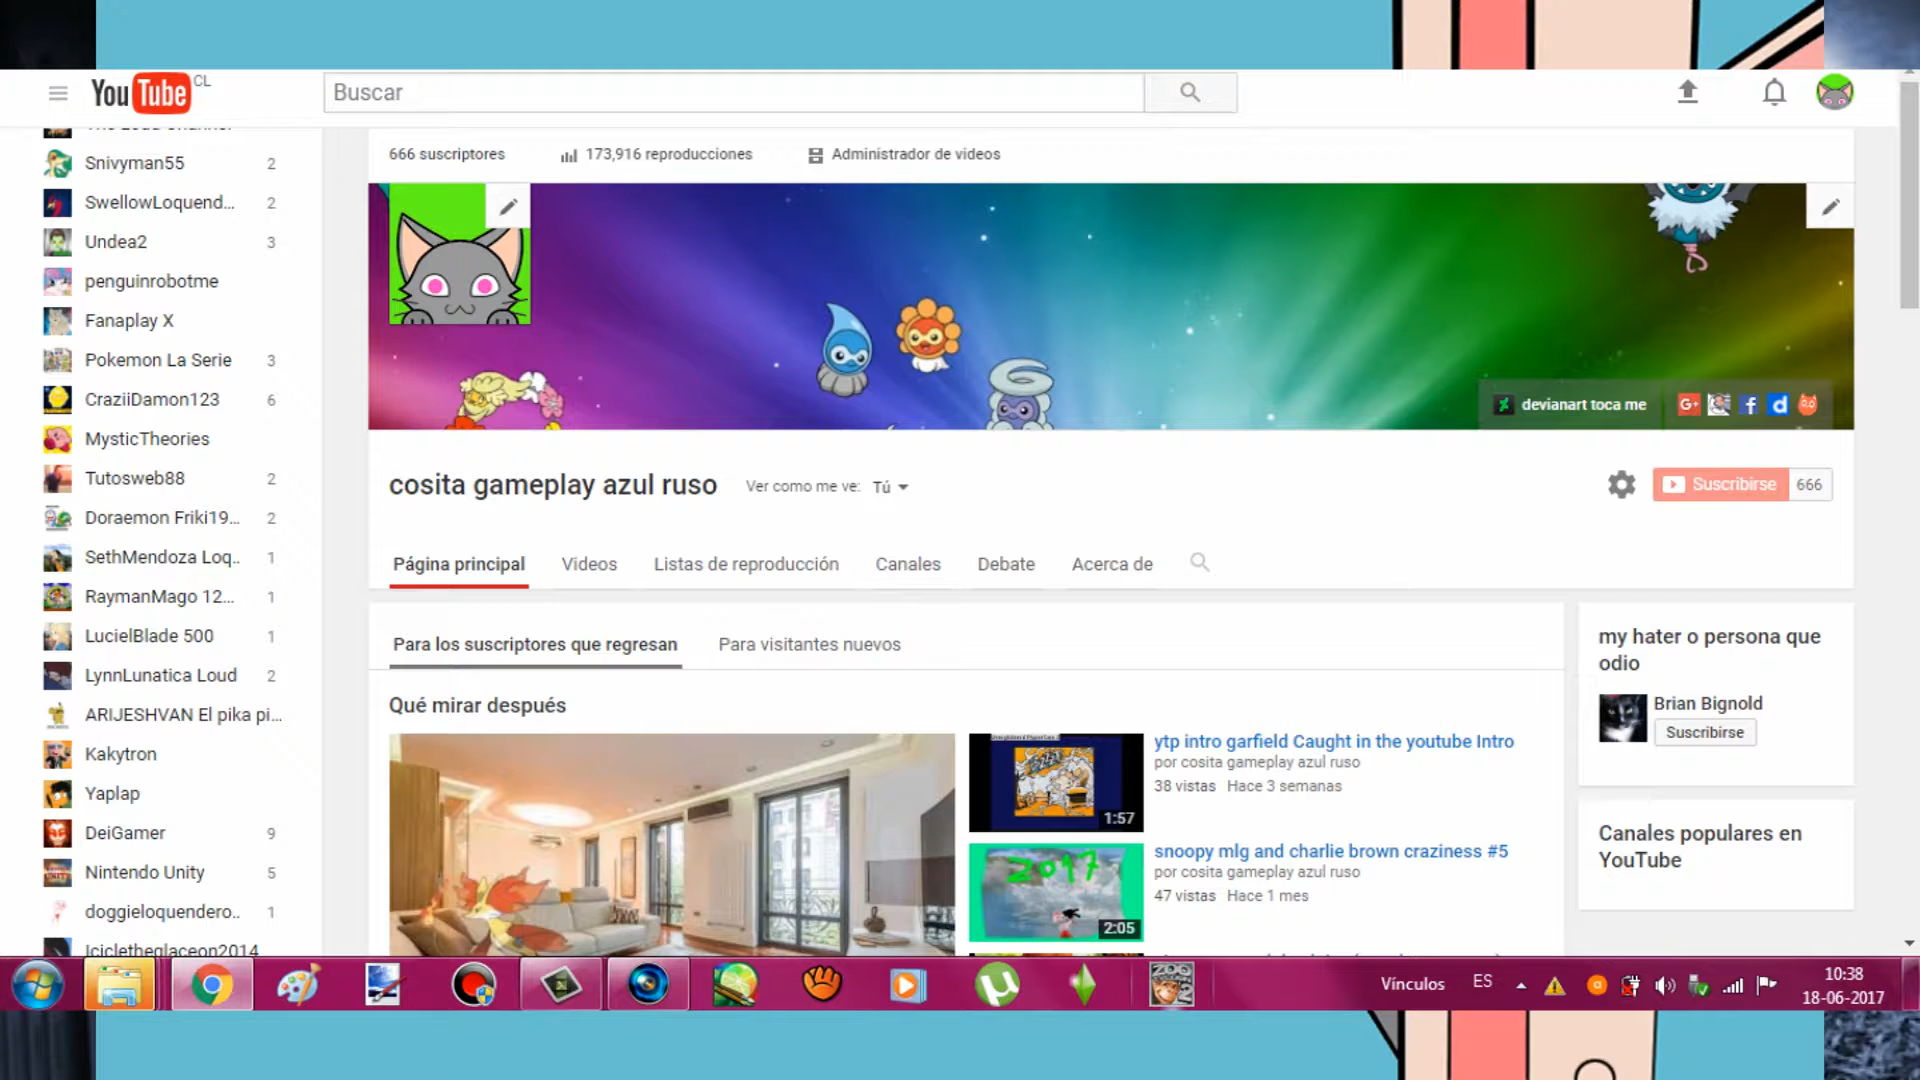 YouTube CL
Buscar
666 suscriptores
173,916 reproducciones
Administrador de videos
Snivyman55 2
SwellowLoquend... 2
Undea2 3
penguinrobotme
Fanaplay X
Pokemon La Serie 3
CraziiDamon123 6
MysticTheories
Tutosweb88 2
Doraemon Friki19... 2
SethMendoza Loq.. 1
RaymanMago 12... 1
LucielBlade 500 1
LynnLunatica Loud 2
ARIJESHVAN El pika pi...
Kakytron
Yaplap
DeiGamer 9
Nintendo Unity 5
doggieloquendero.. 1
Icicletheglaceon2014
devianart toca me
G+
f
d
cosita gameplay azul ruso
Ver como me ve: Tú
Suscribirse 666
Página principal
Videos
Listas de reproducción
Canales
Debate
Acerca de
Para los suscriptores que regresan
Para visitantes nuevos
Qué mirar después
1:57
ytp intro garfield Caught in the youtube Intro
por cosita gameplay azul ruso
38 vistas Hace 3 semanas
2017
2:05
snoopy mlg and charlie brown craziness #5
por cosita gameplay azul ruso
47 vistas Hace 1 mes
my hater o persona que
odio
Brian Bignold
Suscribirse
Canales populares en
YouTube
ZOO
Vínculos
ES
10:38
18-06-2017